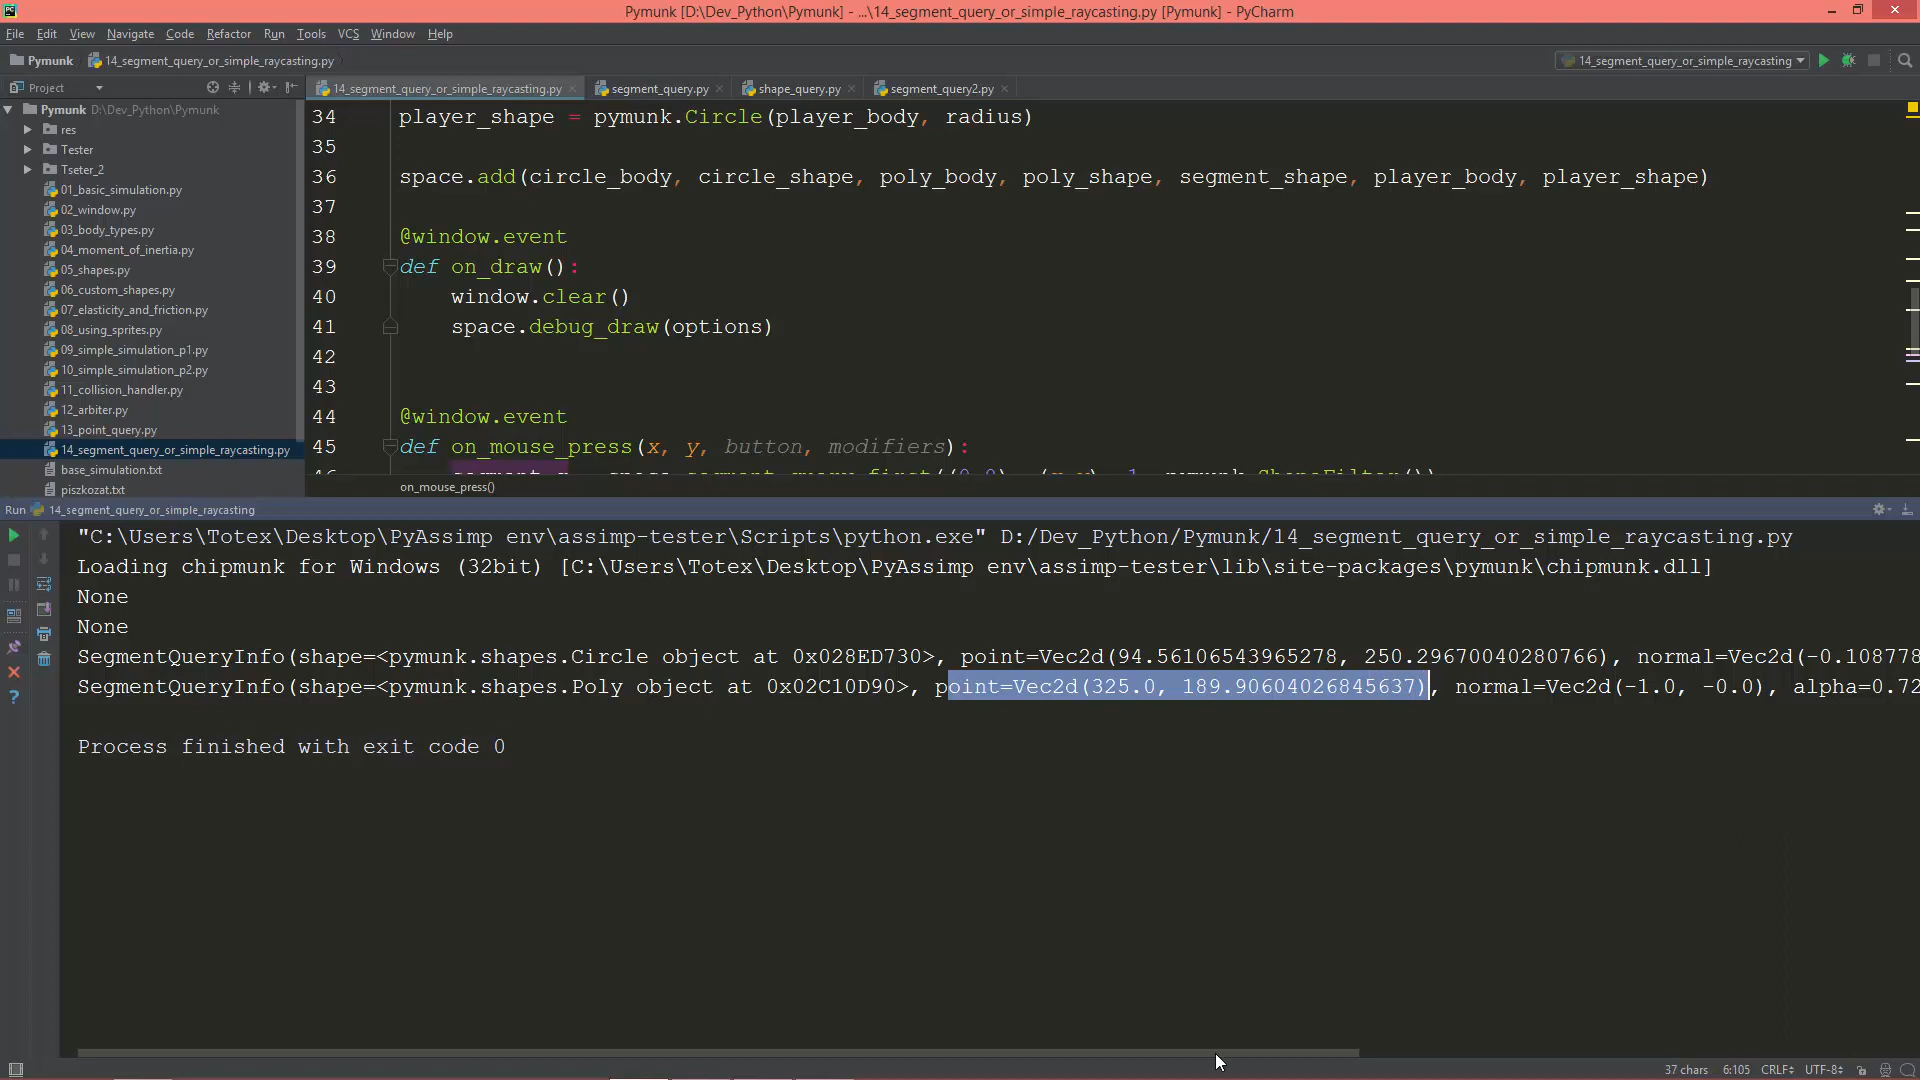 Pymunk [D:\Dev_Python\Pymunk] - ...\14_segment_query_or_simple_raycasting.py [Pymunk] - PyCharm
File Edit View Navigate Code Refactor Run Tools VCS Window Help
Pymunk 14_segment_query_or_simple_raycasting.py 14_segment_query_or_simple_raycasting
Project
14_segment_query_or_simple_raycasting.py segment_query.py shape_query.py segment_query2.py
Pymunk D:\Dev_Python\Pymunk
res
Tester
Tseter_2
01_basic_simulation.py
02_window.py
03_body_types.py
04_moment_of_inertia.py
05_shapes.py
06_custom_shapes.py
07_elasticity_and_friction.py
08_using_sprites.py
09_simple_simulation_p1.py
10_simple_simulation_p2.py
11_collision_handler.py
12_arbiter.py
13_point_query.py
14_segment_query_or_simple_raycasting.py
base_simulation.txt
piszkozat.txt
34 player_shape = pymunk.Circle(player_body, radius)
35
36 space.add(circle_body, circle_shape, poly_body, poly_shape, segment_shape, player_body, player_shape)
37
38 @window.event
39 def on_draw():
40 window.clear()
41 space.debug_draw(options)
42
43
44 @window.event
45 def on_mouse_press(x, y, button, modifiers):
on_mouse_press()
Run 14_segment_query_or_simple_raycasting
"C:\Users\Totex\Desktop\PyAssimp env\assimp-tester\Scripts\python.exe" D:/Dev_Python/Pymunk/14_segment_query_or_simple_raycasting.py
Loading chipmunk for Windows (32bit) [C:\Users\Totex\Desktop\PyAssimp env\assimp-tester\lib\site-packages\pymunk\chipmunk.dll]
None
None
SegmentQueryInfo(shape=<pymunk.shapes.Circle object at 0x028ED730>, point=Vec2d(94.56106543965278, 250.29670040280766), normal=Vec2d(-0.108778
SegmentQueryInfo(shape=<pymunk.shapes.Poly object at 0x02C10D90>, point=Vec2d(325.0, 189.90604026845637), normal=Vec2d(-1.0, -0.0), alpha=0.72
Process finished with exit code 0
37 chars 6:105 CRLF UTF-8